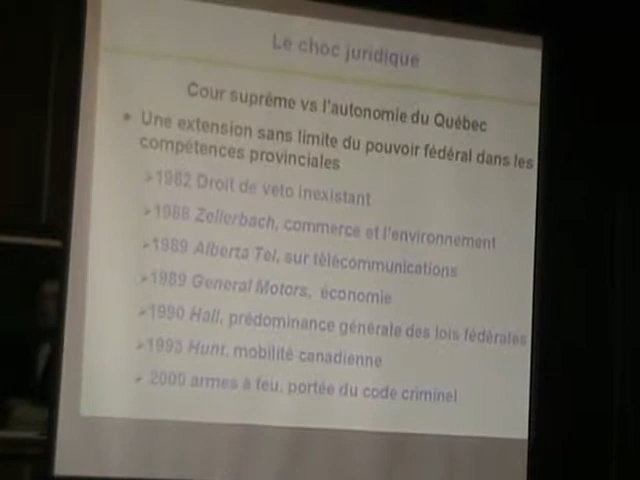 Le choc juridique
Cour suprême vs l'autonomie du Québec
• Une extension sans limite du pouvoir fédéral dans les
compétences provinciales
➢1982 Droit de veto inexistant
➢1988 Zellerbach, commerce et l'environnement
➢1989 Alberta Tel, sur télécommunications
➢1989 General Motors, économie
➢1990 Hall, prédominance générale des lois fédérales
➢1993 Hunt, mobilité canadienne
➢ 2000 armes à feu, portée du code criminel